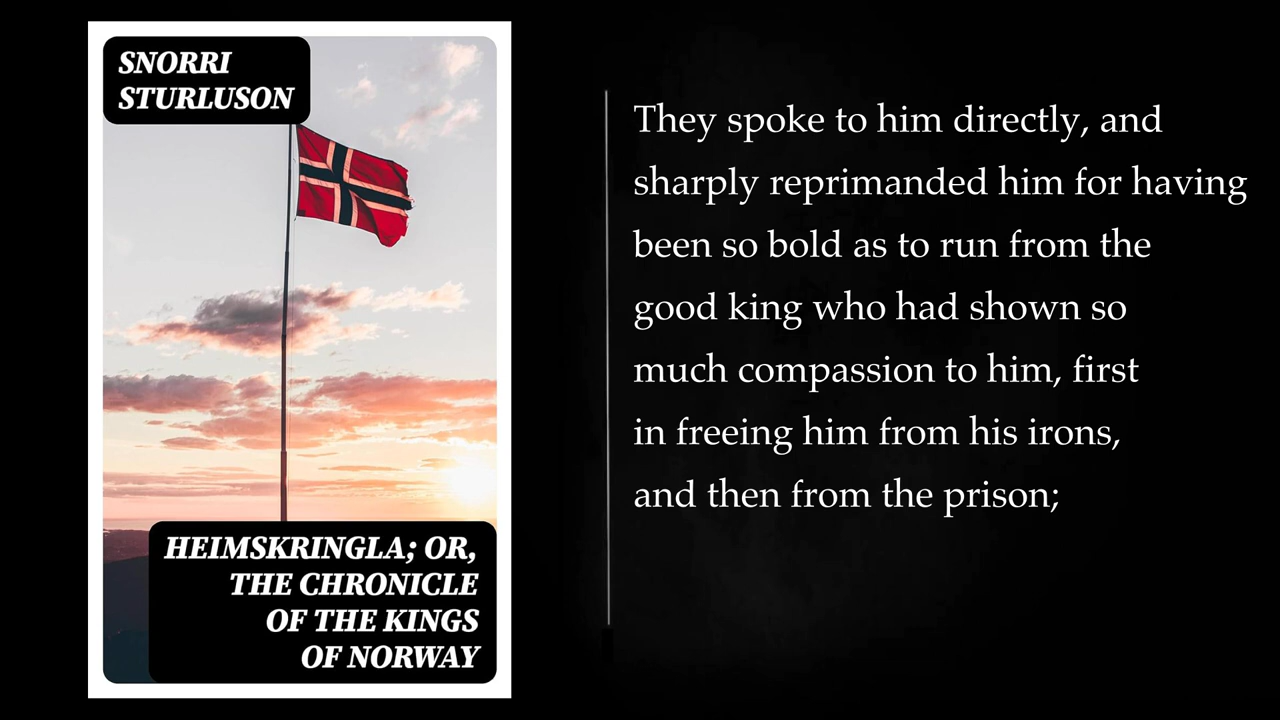 SNORRI
STURLUSON
HEIMSKRINGLA; OR,
THE CHRONICLE
OF THE KINGS
OF NORWAY
They spoke to him directly, and
sharply reprimanded him for having
been so bold as to run from the
good king who had shown so
much compassion to him, first
in freeing him from his irons,
and then from the prison;